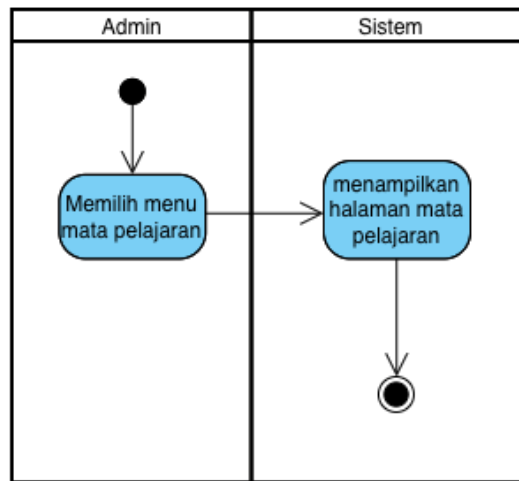 Admin
Sistem
Memilih menu
mata pelajaran
menampilkan
halaman mata
pelajaran